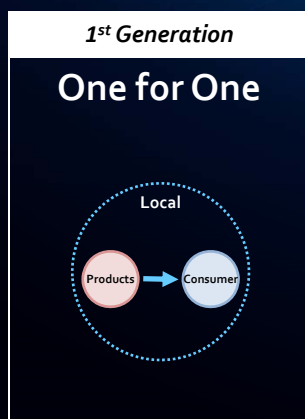 1st Generation
One for One
Local
Products
Consumer